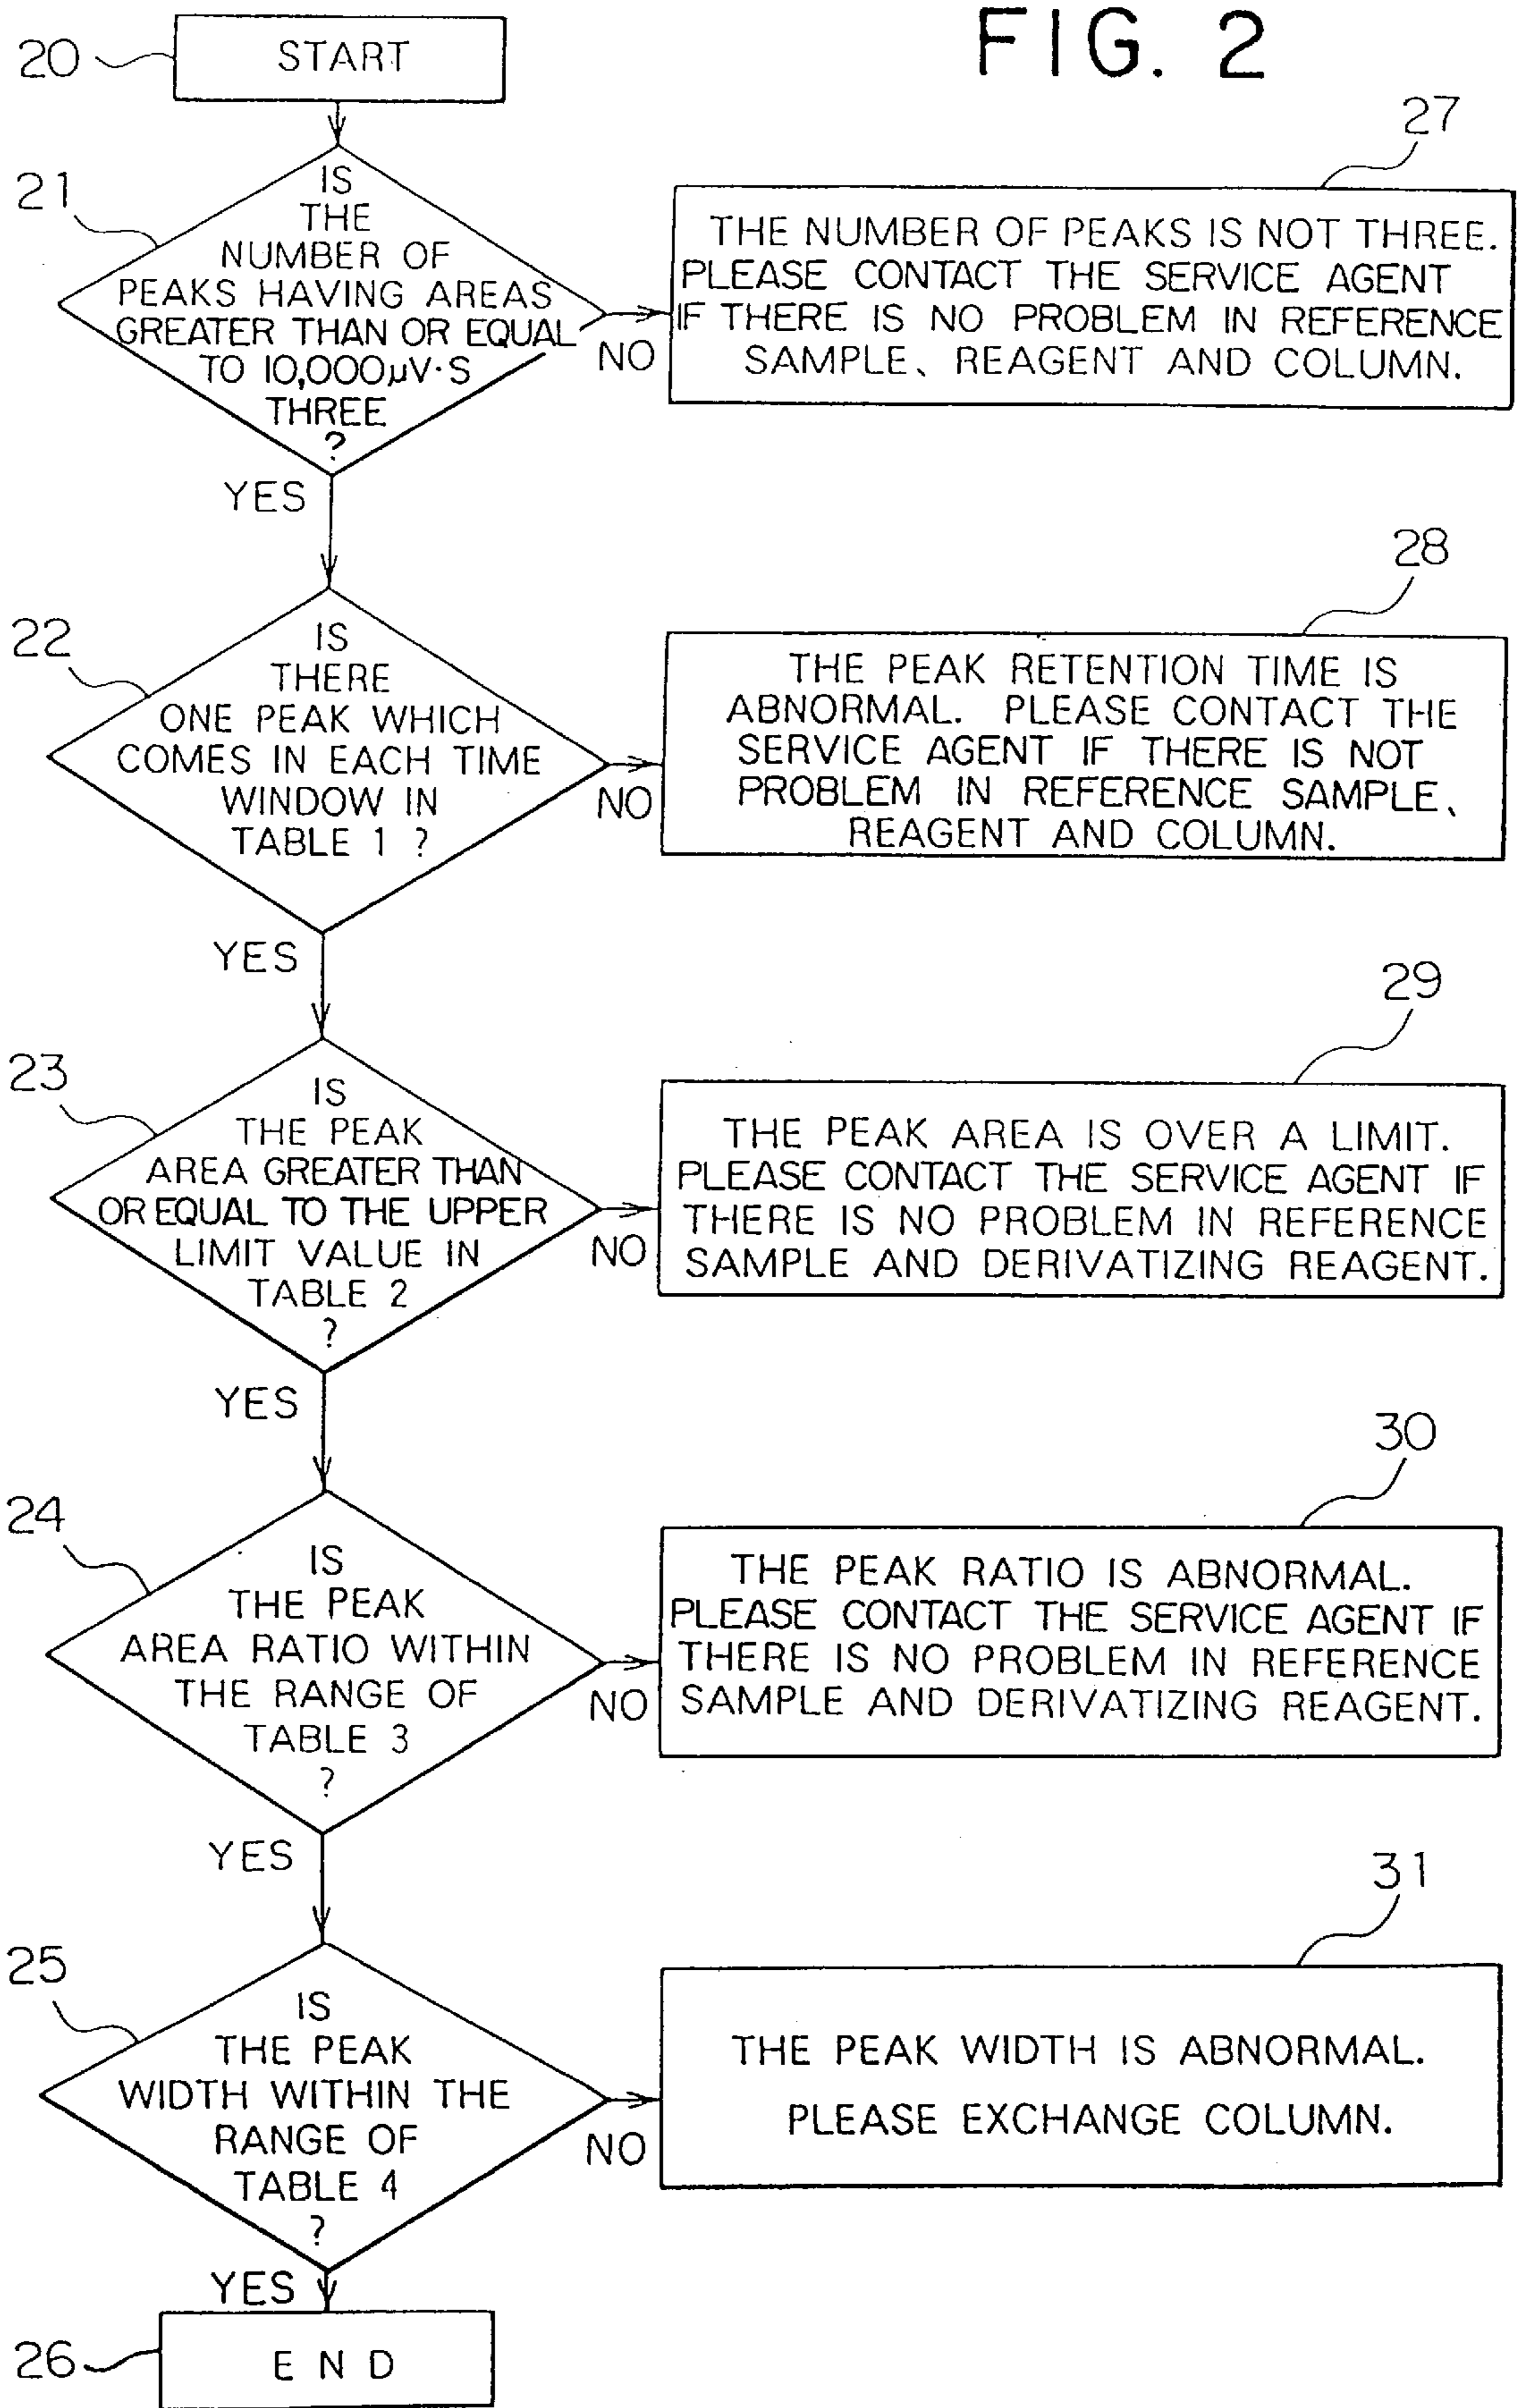 FIG. 2
20
START
21
IS
THE
NUMBER OF
PEAKS HAVING AREAS
GREATER THAN OR EQUAL
TO 10,000μV·S
THREE
?
NO
YES
27
THE NUMBER OF PEAKS IS NOT THREE.
PLEASE CONTACT THE SERVICE AGENT
IF THERE IS NO PROBLEM IN REFERENCE
SAMPLE、REAGENT AND COLUMN.
22
IS
THERE
ONE PEAK WHICH
COMES IN EACH TIME
WINDOW IN
TABLE 1 ?
NO
YES
28
THE PEAK RETENTION TIME IS
ABNORMAL. PLEASE CONTACT THE
SERVICE AGENT IF THERE IS NOT
PROBLEM IN REFERENCE SAMPLE、
REAGENT AND COLUMN.
23
IS
THE PEAK
AREA GREATER THAN
OR EQUAL TO THE UPPER
LIMIT VALUE IN
TABLE 2
?
NO
YES
29
THE PEAK AREA IS OVER A LIMIT.
PLEASE CONTACT THE SERVICE AGENT IF
THERE IS NO PROBLEM IN REFERENCE
SAMPLE AND DERIVATIZING REAGENT.
24
IS
THE PEAK
AREA RATIO WITHIN
THE RANGE OF
TABLE 3
?
NO
YES
30
THE PEAK RATIO IS ABNORMAL.
PLEASE CONTACT THE SERVICE AGENT IF
THERE IS NO PROBLEM IN REFERENCE
SAMPLE AND DERIVATIZING REAGENT.
25
IS
THE PEAK
WIDTH WITHIN THE
RANGE OF
TABLE 4
?
NO
YES
31
THE PEAK WIDTH IS ABNORMAL.
PLEASE EXCHANGE COLUMN.
26
END